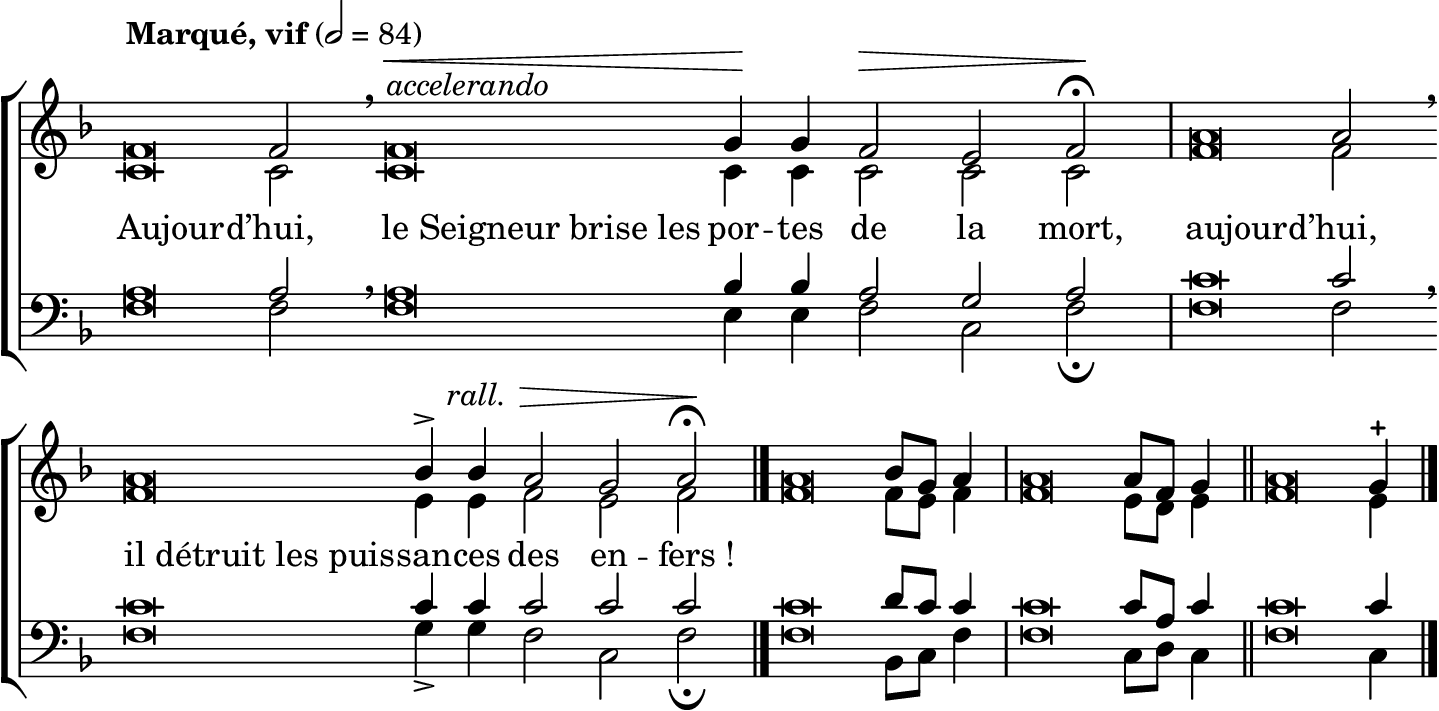 Marqué, vif (𝅗𝅥 = 84)
accelerando
Aujourd’hui, le Seigneur brise les por -- tes de la mort, aujourd’hui,
rall.
il détruit les puissances des en -- fers !